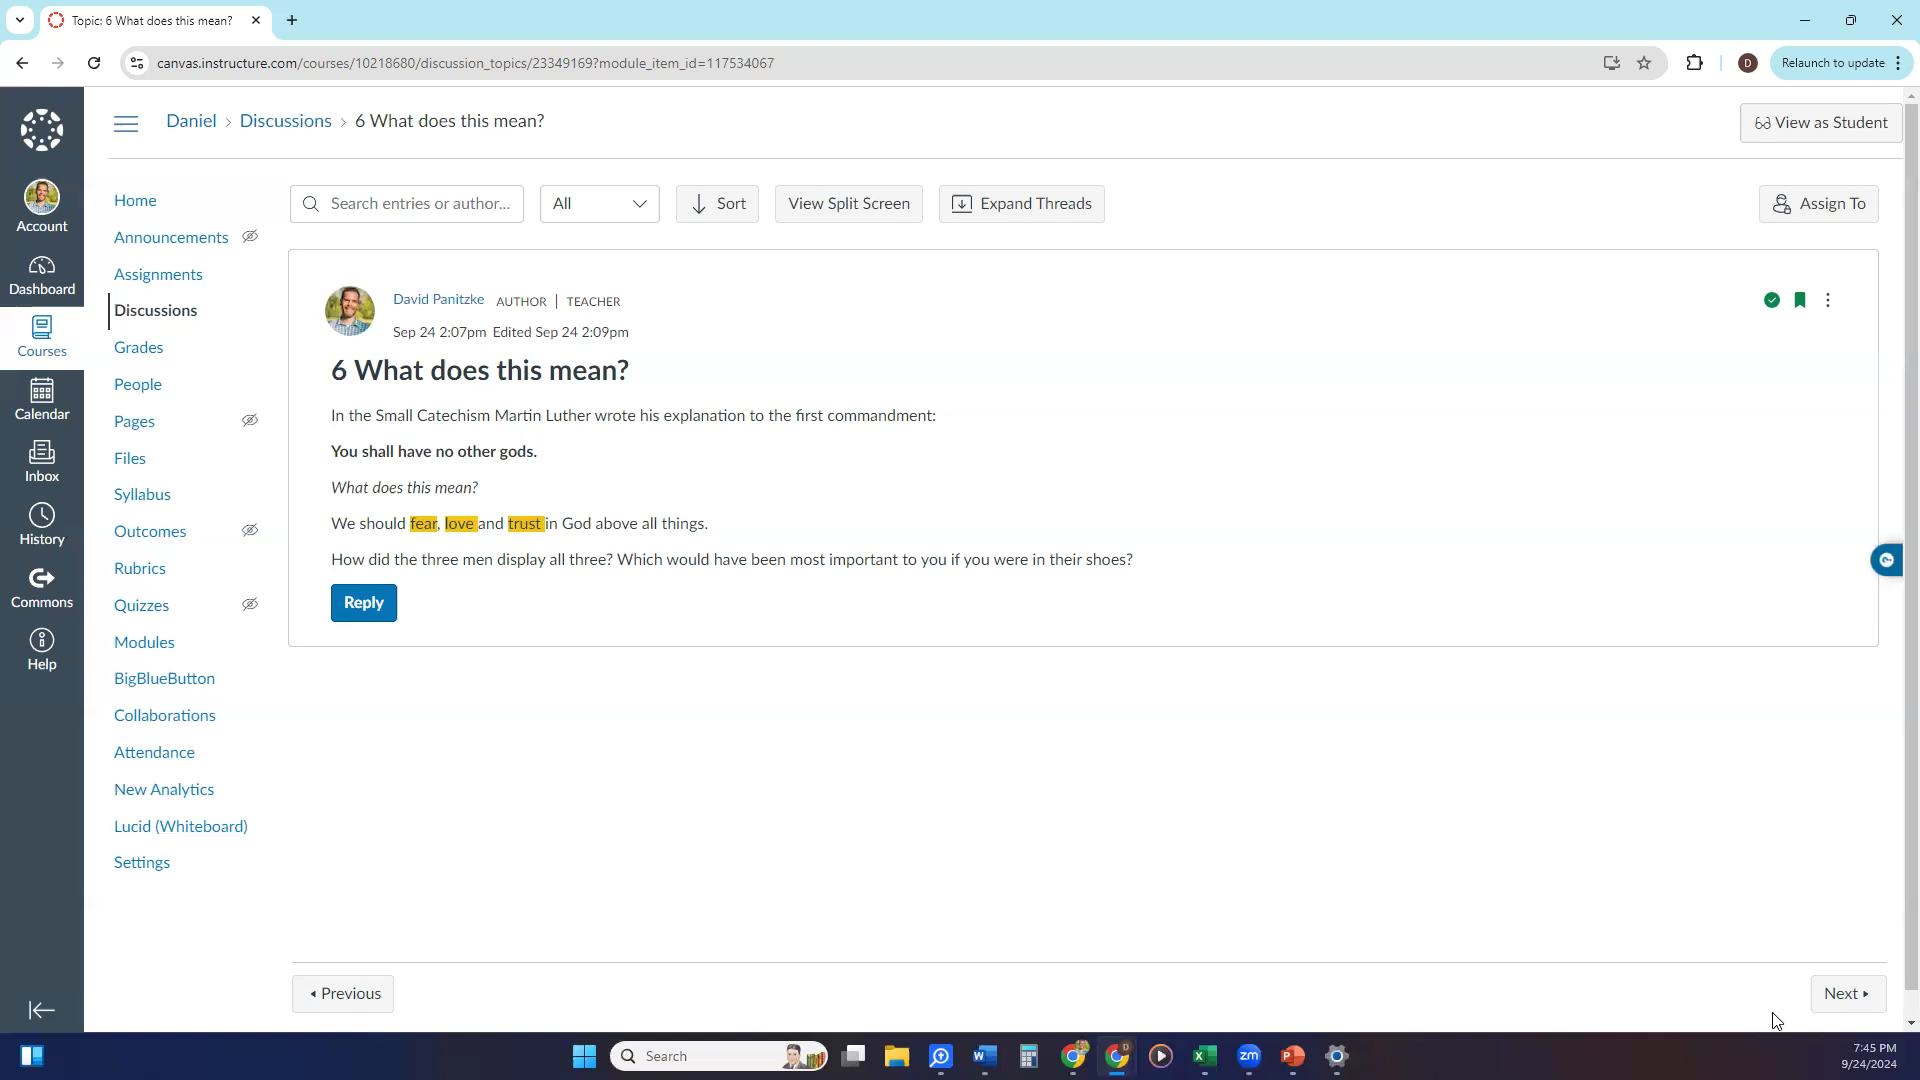 Topic: 6 What does this mean?
canvas.instructure.com/courses/10218680/discussion_topics/23349169?module_item_id=117534067
D
Relaunch to update
Daniel › Discussions › 6 What does this mean?
View as Student
Account
Dashboard
Courses
Calendar
Inbox
History
Commons
Help
Home
Announcements
Assignments
Discussions
Grades
People
Pages
Files
Syllabus
Outcomes
Rubrics
Quizzes
Modules
BigBlueButton
Collaborations
Attendance
New Analytics
Lucid (Whiteboard)
Settings
Search entries or author...
All
Sort
View Split Screen
Expand Threads
Assign To
David Panitzke AUTHOR | TEACHER
Sep 24 2:07pm Edited Sep 24 2:09pm
6 What does this mean?
In the Small Catechism Martin Luther wrote his explanation to the first commandment:
You shall have no other gods.
What does this mean?
We should fear, love and trust in God above all things.
How did the three men display all three? Which would have been most important to you if you were in their shoes?
Reply
Previous
Next
Search
D
W
X
zm
P
7:45 PM
9/24/2024